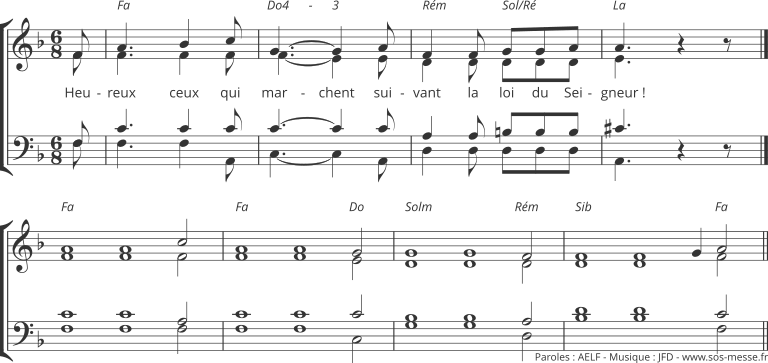 Fa Do4 - 3 Rém Sol/Ré La
Heu - reux ceux qui mar - chent sui - vant la loi du Sei - gneur !
Fa Fa Do Solm Rém Sib Fa
Paroles : AELF - Musique : JFD - www.sos-messe.fr